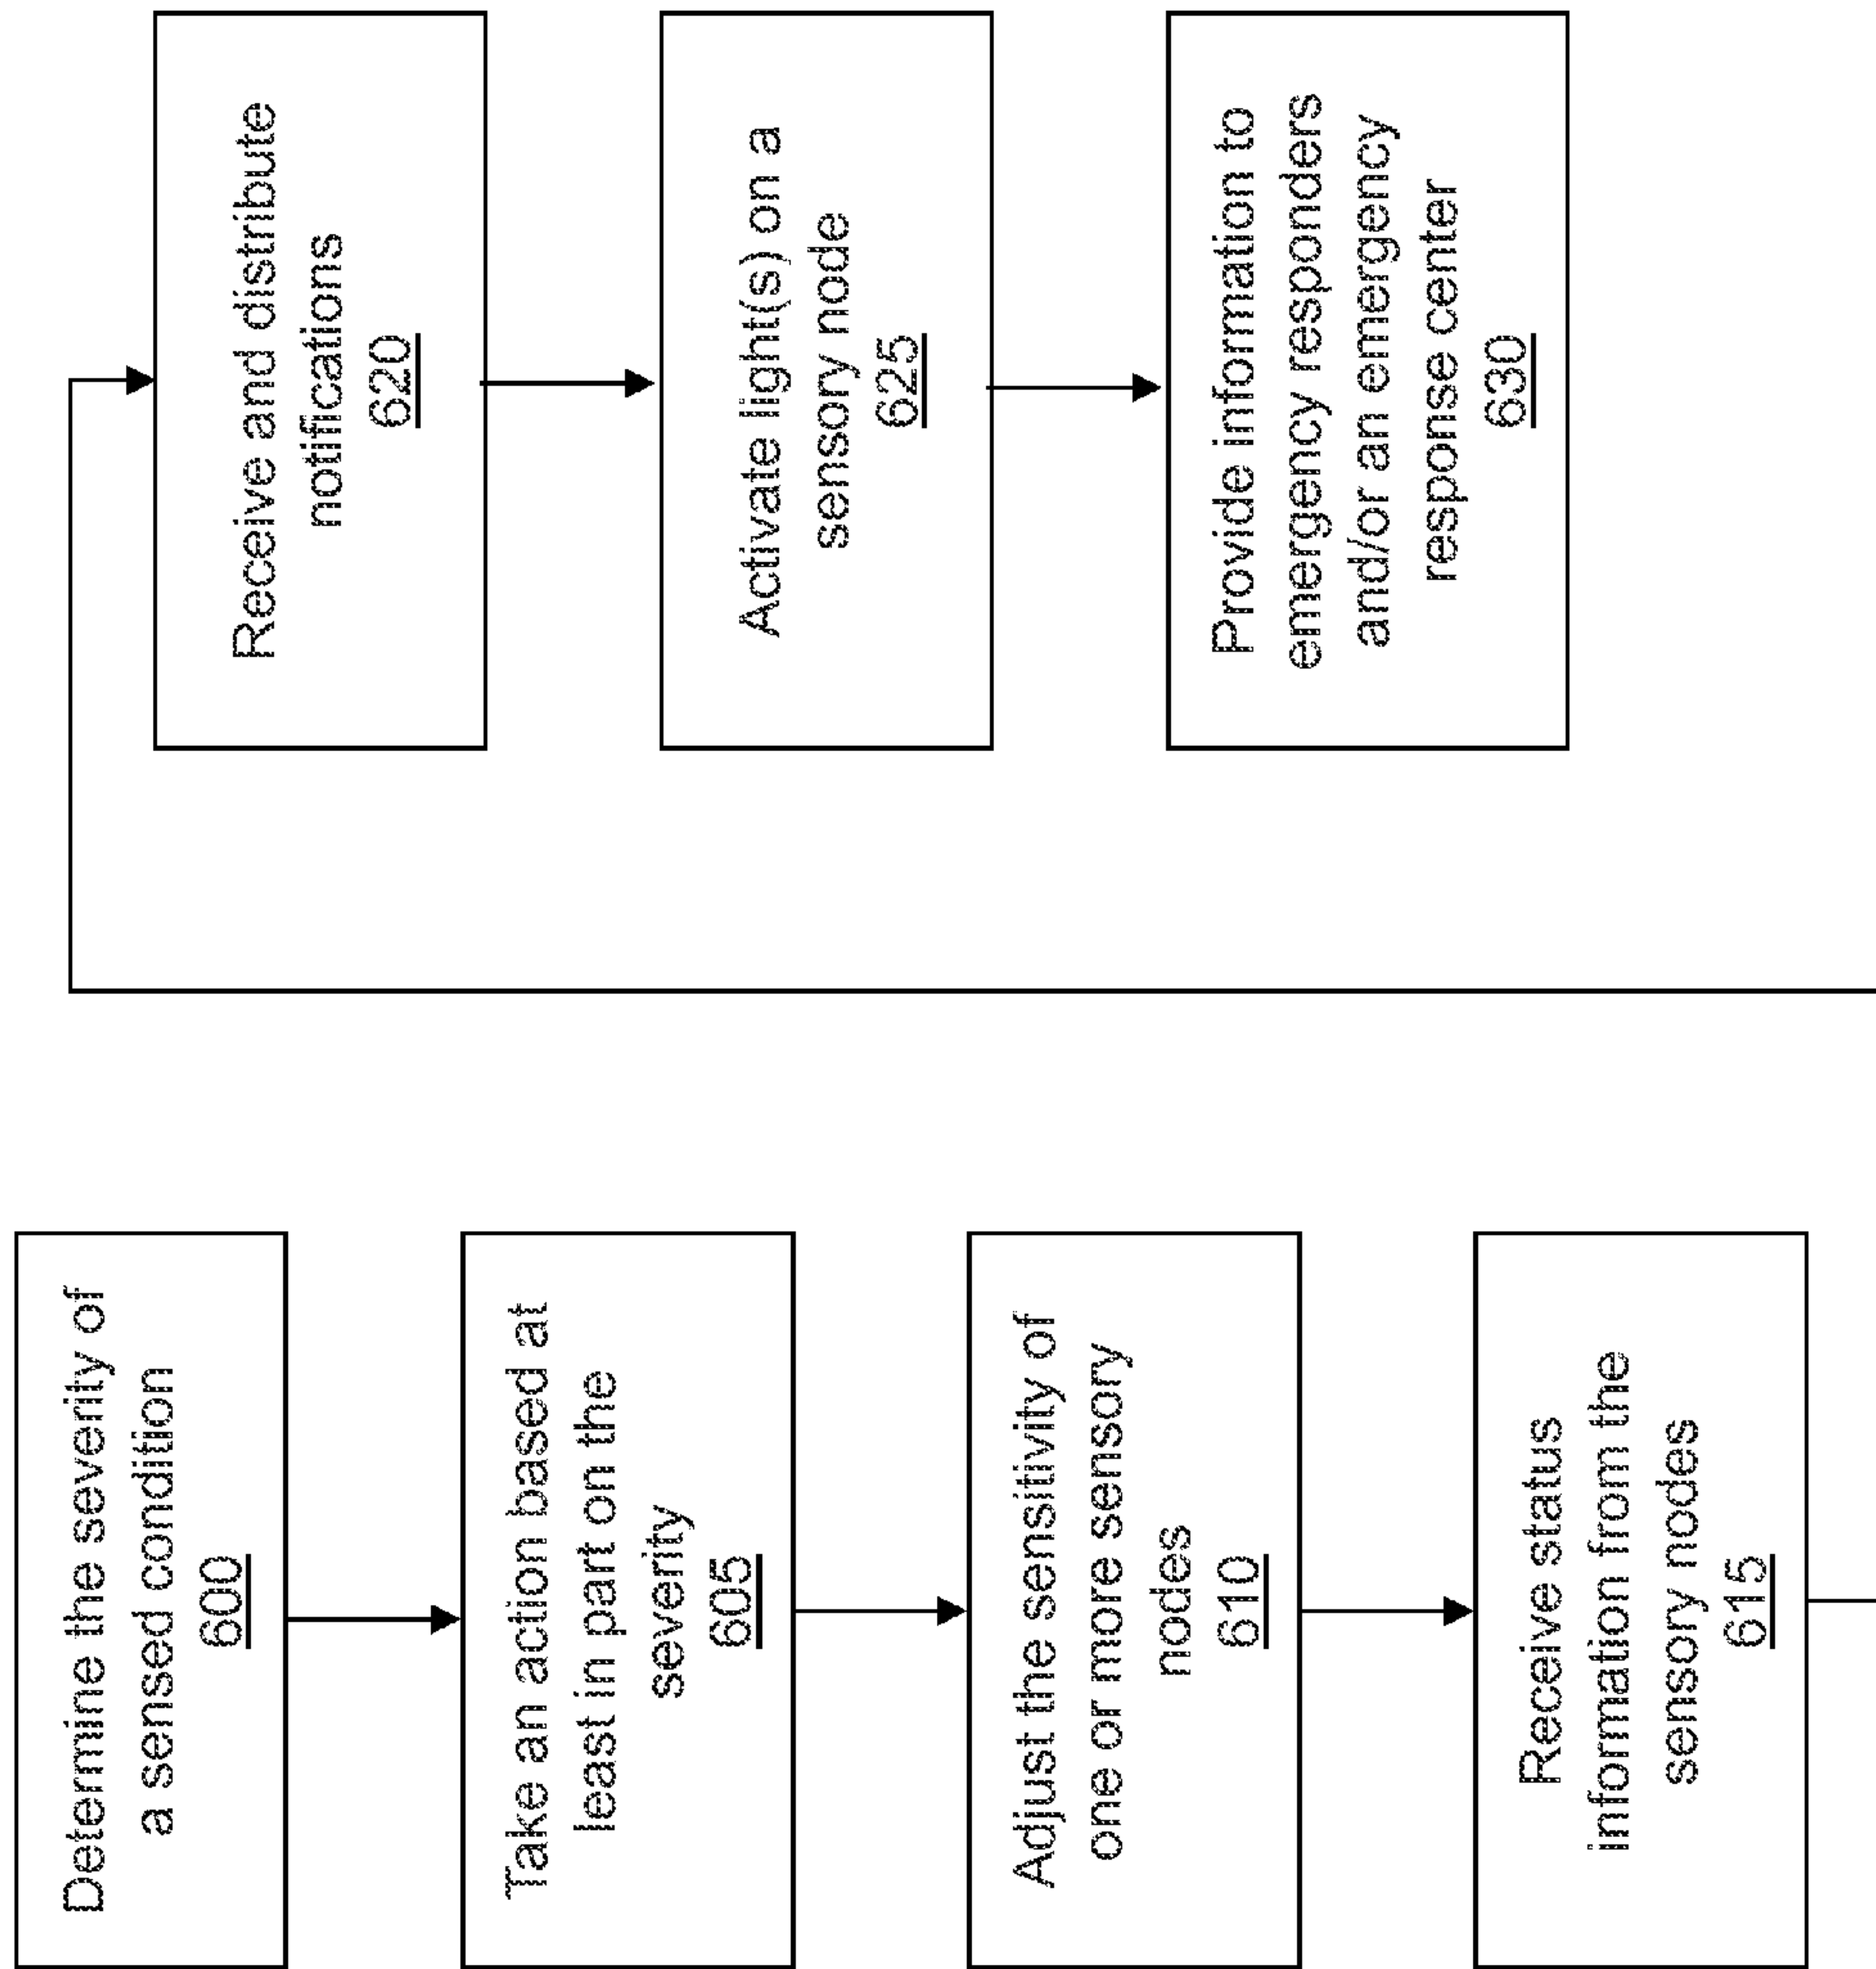 Determine the severity of
a sensed condition
600
Take an action based at
least in part on the
severity
605
Adjust the sensitivity of
one or more sensory
nodes
610
Receive status
information from the
sensory nodes
615
Receive and distribute
notifications
620
Activate light(s) on a
sensory node
625
Provide information to
emergency responders
and/or an emergency
response center
630